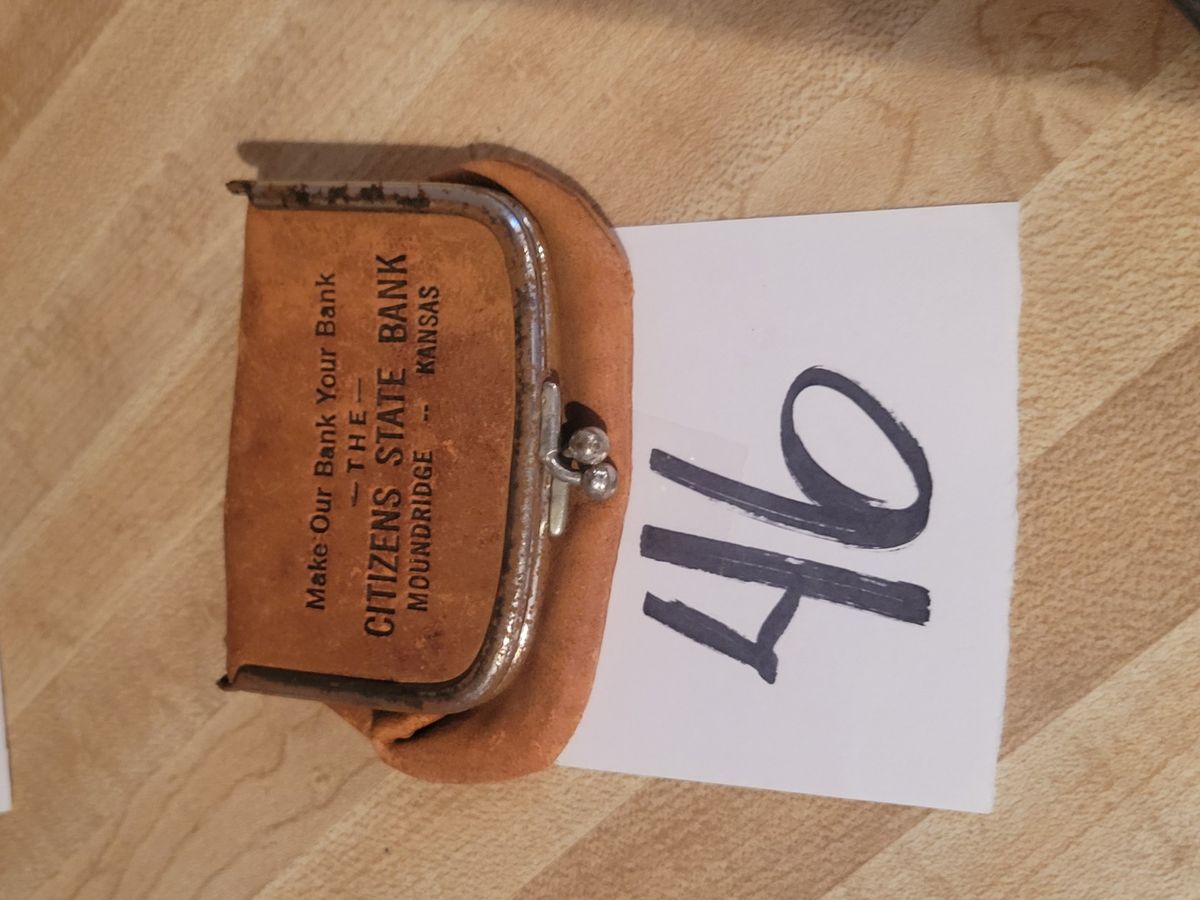 Make Our Bank Your Bank
— THE —
CITIZENS STATE BANK
MOUNDRIDGE -- KANSAS
46